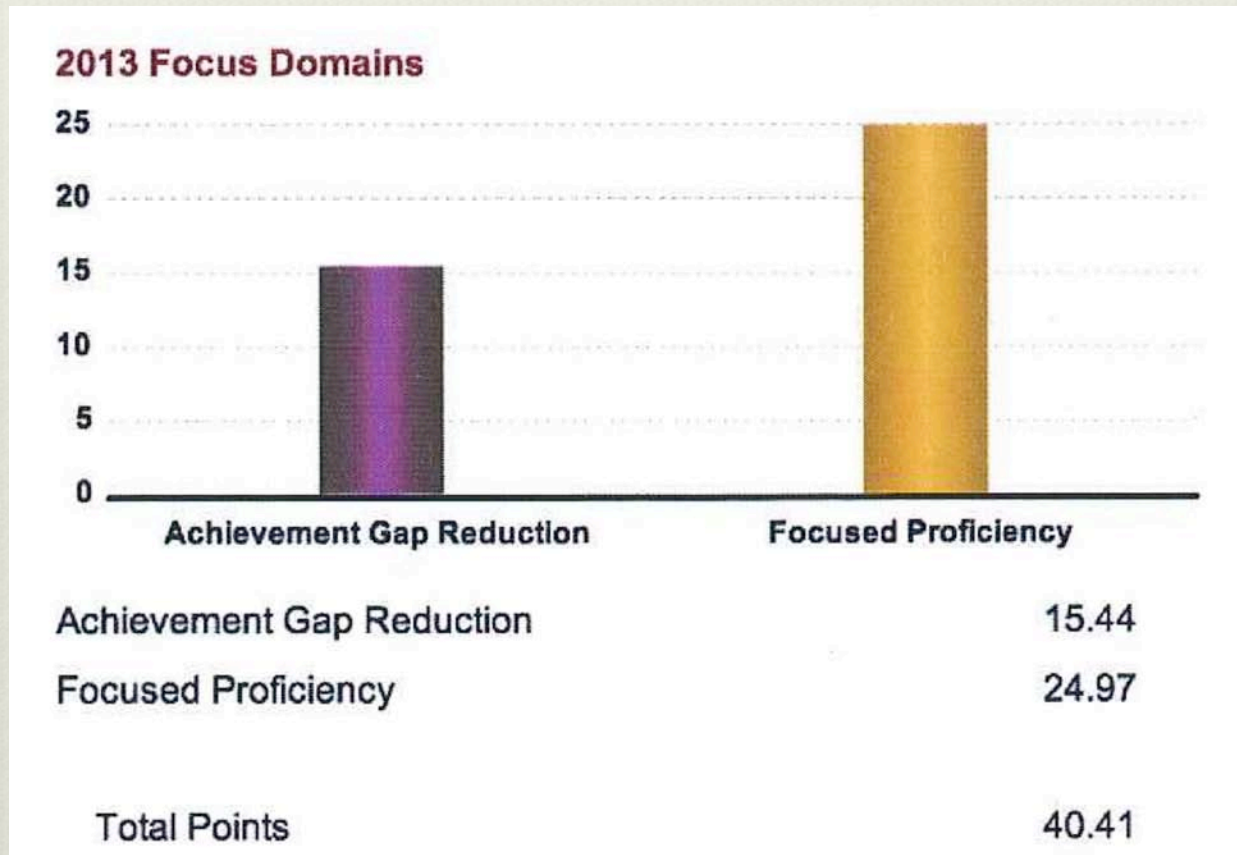 2013 Focus Domains
25
20
15
10
5
0
Achievement Gap Reduction Focused Proficiency
Achievement Gap Reduction 15.44
Focused Proficiency 24.97
Total Points 40.41